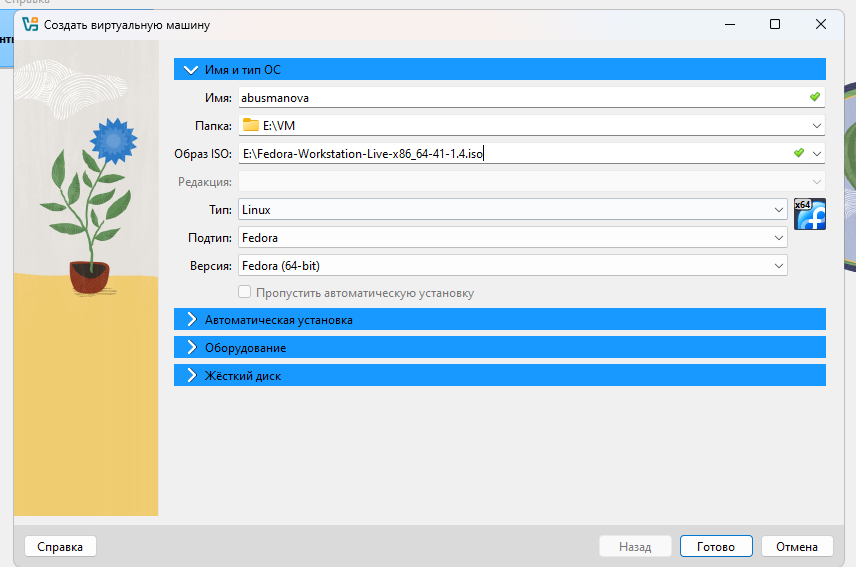 Справка
Создать виртуальную машину
Имя и тип ОС
Имя: abusmanova
Папка: E:\VM
Образ ISO: E:\Fedora-Workstation-Live-x86_64-41-1.4.iso
Редакция:
Тип: Linux
x64
Подтип: Fedora
Версия: Fedora (64-bit)
Пропустить автоматическую установку
Автоматическая установка
Оборудование
Жёсткий диск
Справка Назад Готово Отмена